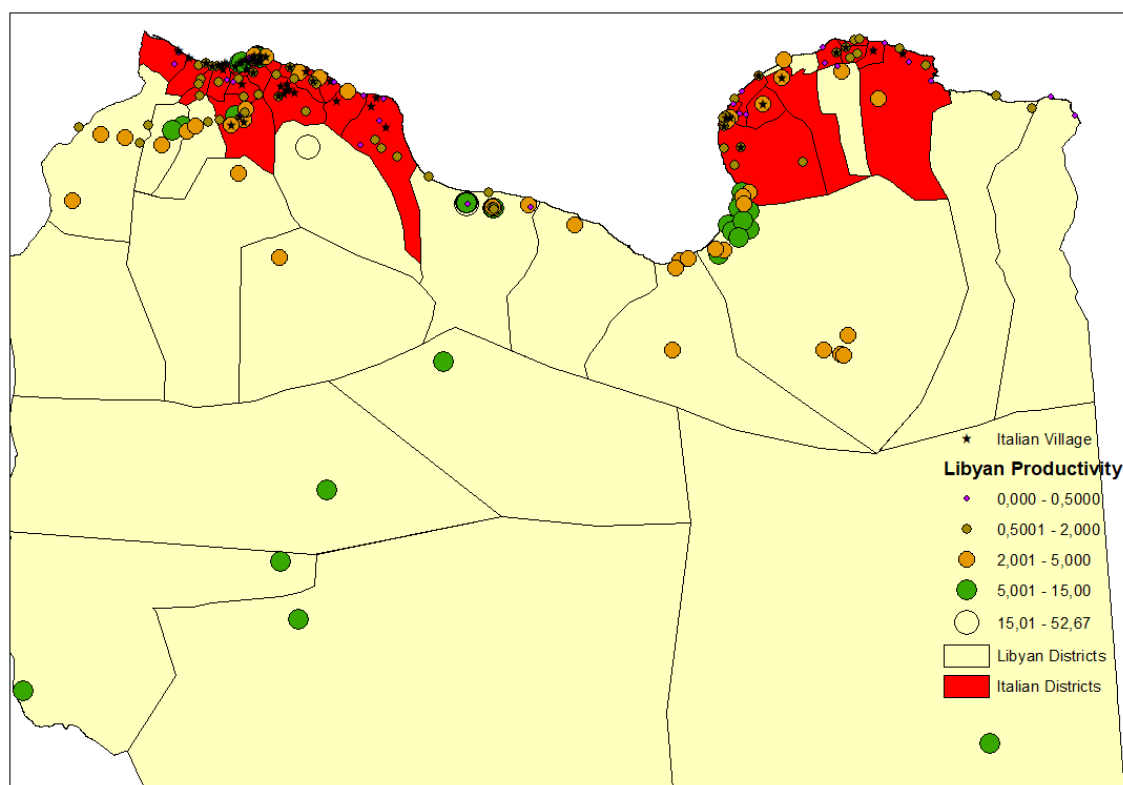 Italian Village
Libyan Productivity
0,000 - 0,5000
0,5001 - 2,000
2,001 - 5,000
5,001 - 15,00
15,01 - 52,67
Libyan Districts
Italian Districts